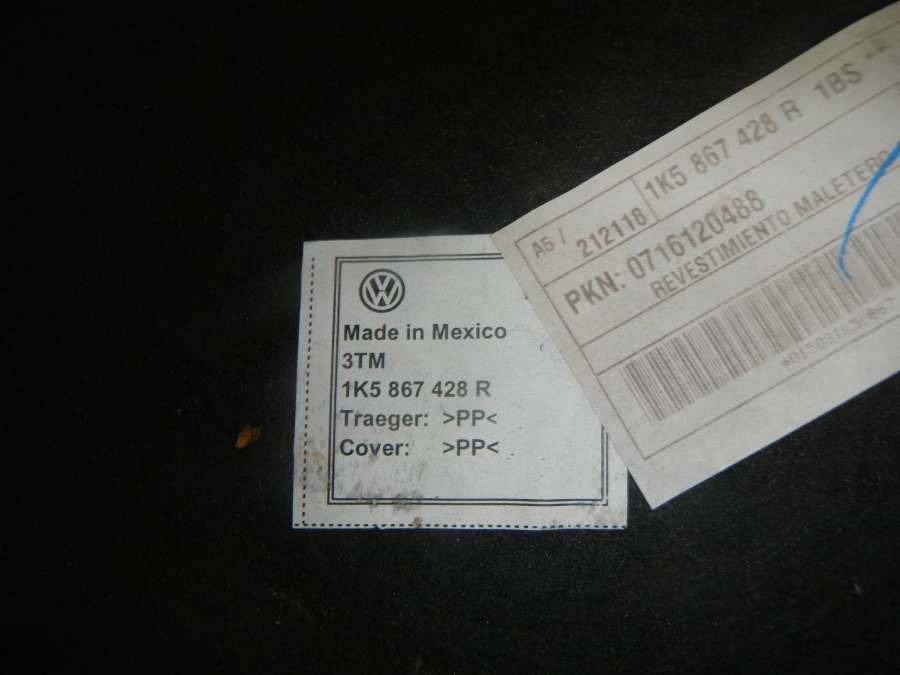 VW
Made in Mexico
3TM
1K5 867 428 R
Traeger: >PP<
Cover: >PP<
A5 /
212118
1K5 867 428 R 1BS
PKN: 0716120488
REVESTIMIENTO MALETERO